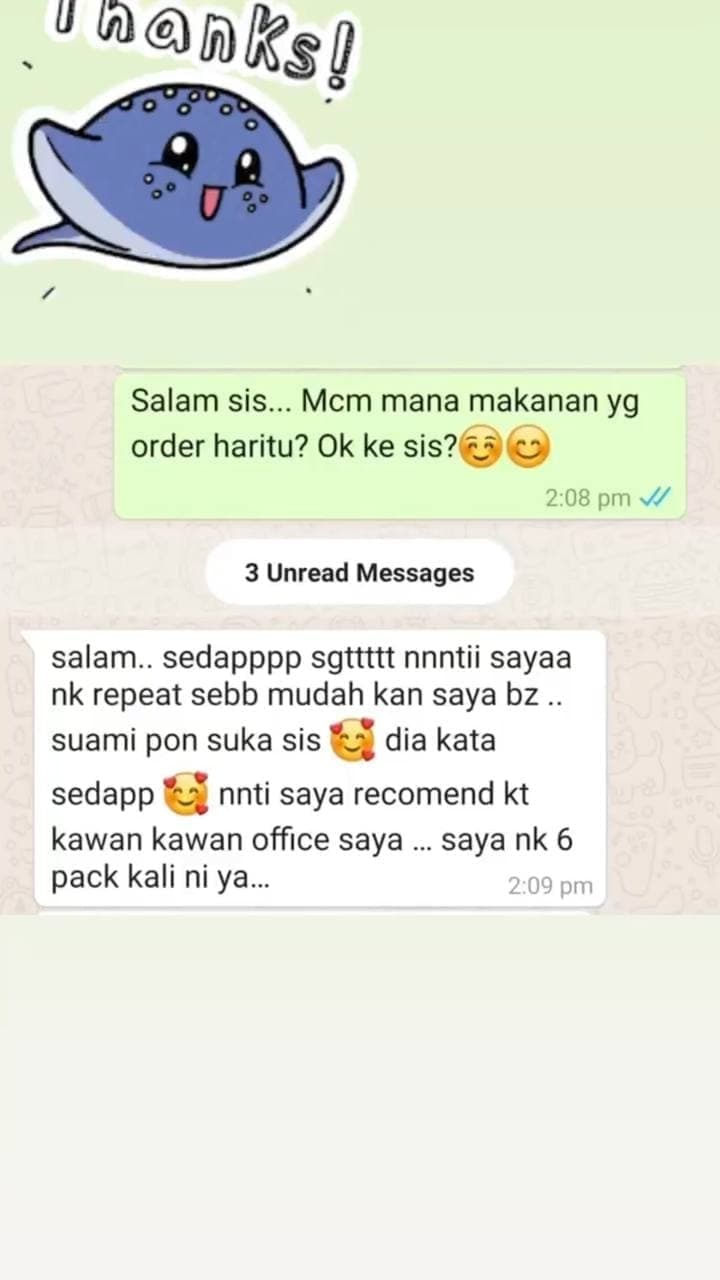 Thanks!
Salam sis... Mcm mana makanan yg
order haritu? Ok ke sis?☺️😊
2:08 pm
3 Unread Messages
salam.. sedapppp sgttttt nnntii sayaa
nk repeat sebb mudah kan saya bz ..
suami pon suka sis 🥰 dia kata
sedapp 🥰 nnti saya recomend kt
kawan kawan office saya ... saya nk 6
pack kali ni ya...
2:09 pm